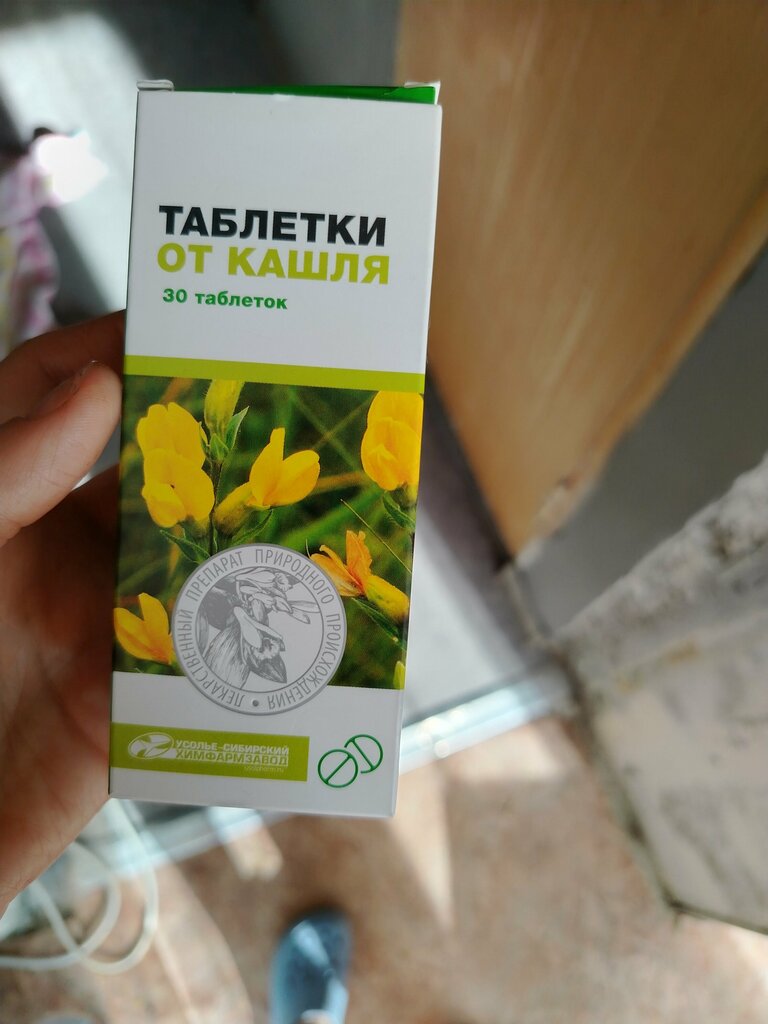 ТАБЛЕТКИ
ОТ КАШЛЯ
30 таблеток
ЛЕКАРСТВЕННЫЙ ПРЕПАРАТ ПРИРОДНОГО ПРОИСХОЖДЕНИЯ •
УСОЛЬЕ-СИБИРСКИЙ
ХИМФАРМЗАВОД